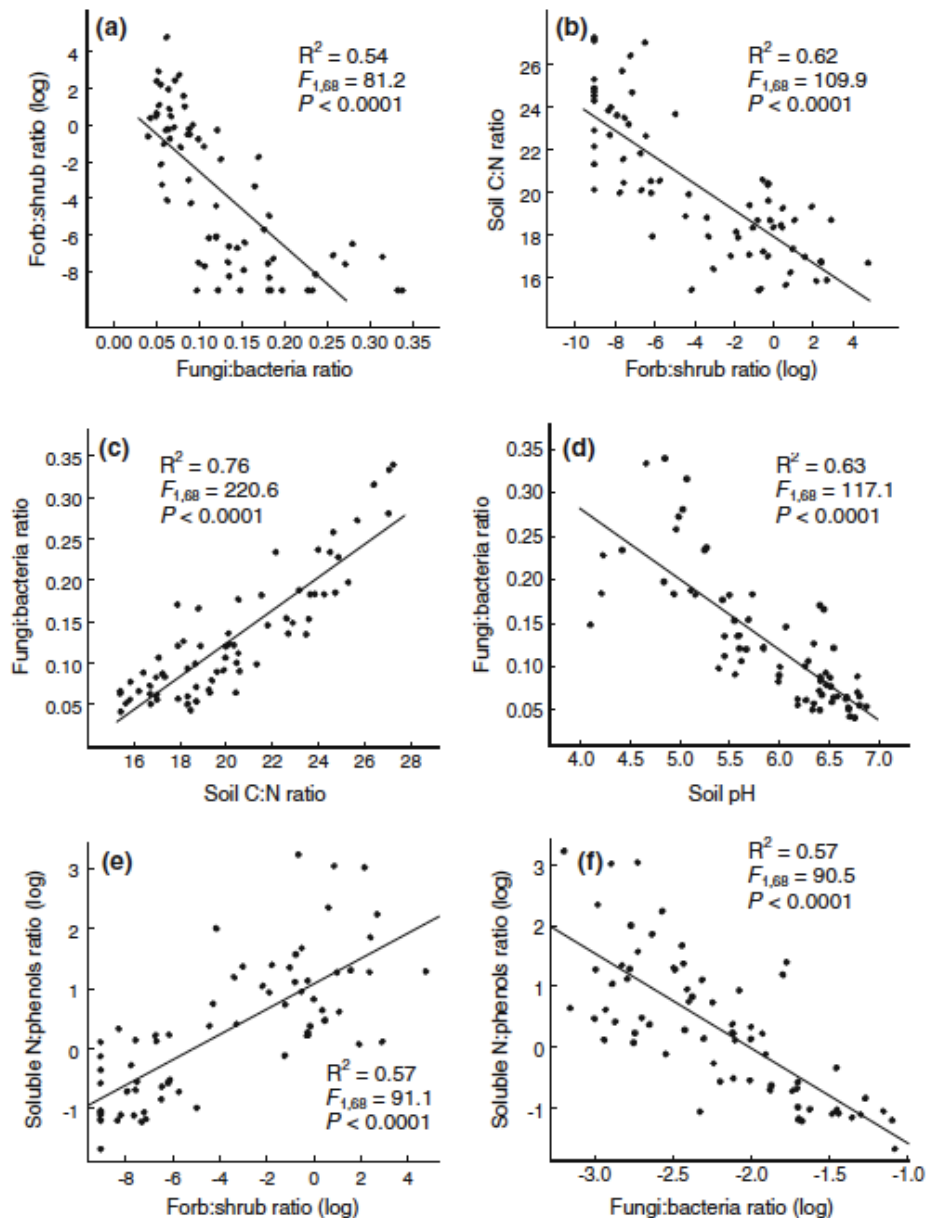 (a)
R² = 0.54
F1,68 = 81.2
P < 0.0001
4
2
0
-2
-4
-6
-8
Forb:shrub ratio (log)
0.00 0.05 0.10 0.15 0.20 0.25 0.30 0.35
Fungi:bacteria ratio
(b)
R² = 0.62
F1,68 = 109.9
P < 0.0001
26
24
22
20
18
16
Soil C:N ratio
-10 -8 -6 -4 -2 0 2 4
Forb:shrub ratio (log)
(c)
R² = 0.76
F1,68 = 220.6
P < 0.0001
0.35
0.30
0.25
0.20
0.15
0.10
0.05
Fungi:bacteria ratio
16 18 20 22 24 26 28
Soil C:N ratio
(d)
R² = 0.63
F1,68 = 117.1
P < 0.0001
0.35
0.30
0.25
0.20
0.15
0.10
0.05
Fungi:bacteria ratio
4.0 4.5 5.0 5.5 6.0 6.5 7.0
Soil pH
(e)
3
2
1
0
-1
Soluble N:phenols ratio (log)
R² = 0.57
F1,68 = 91.1
P < 0.0001
-8 -6 -4 -2 0 2 4
Forb:shrub ratio (log)
(f)
R² = 0.57
F1,68 = 90.5
P < 0.0001
3
2
1
0
-1
Soluble N:phenols ratio (log)
-3.0 -2.5 -2.0 -1.5 -1.0
Fungi:bacteria ratio (log)